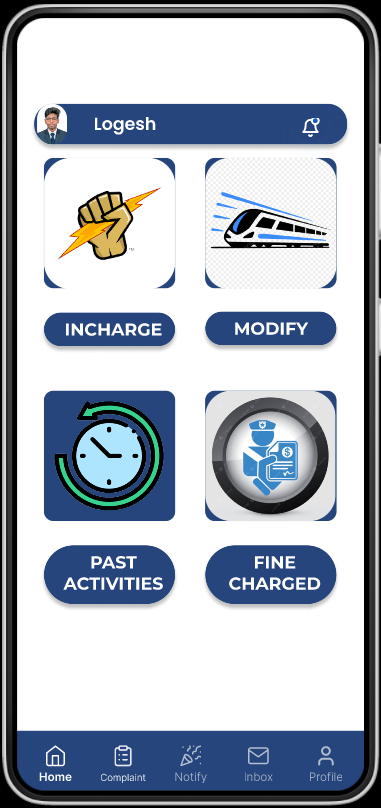 Logesh
INCHARGE
MODIFY
PAST
ACTIVITIES
FINE
CHARGED
Home
Complaint
Notify
Inbox
Profile